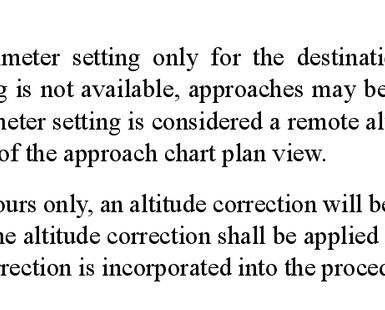 meter setting only for the destinati
g is not available, approaches may be
neter setting is considered a remote al
of the approach chart plan view.
ours only, an altitude correction will be
he altitude correction shall be applied
rrection is incorporated into the proced